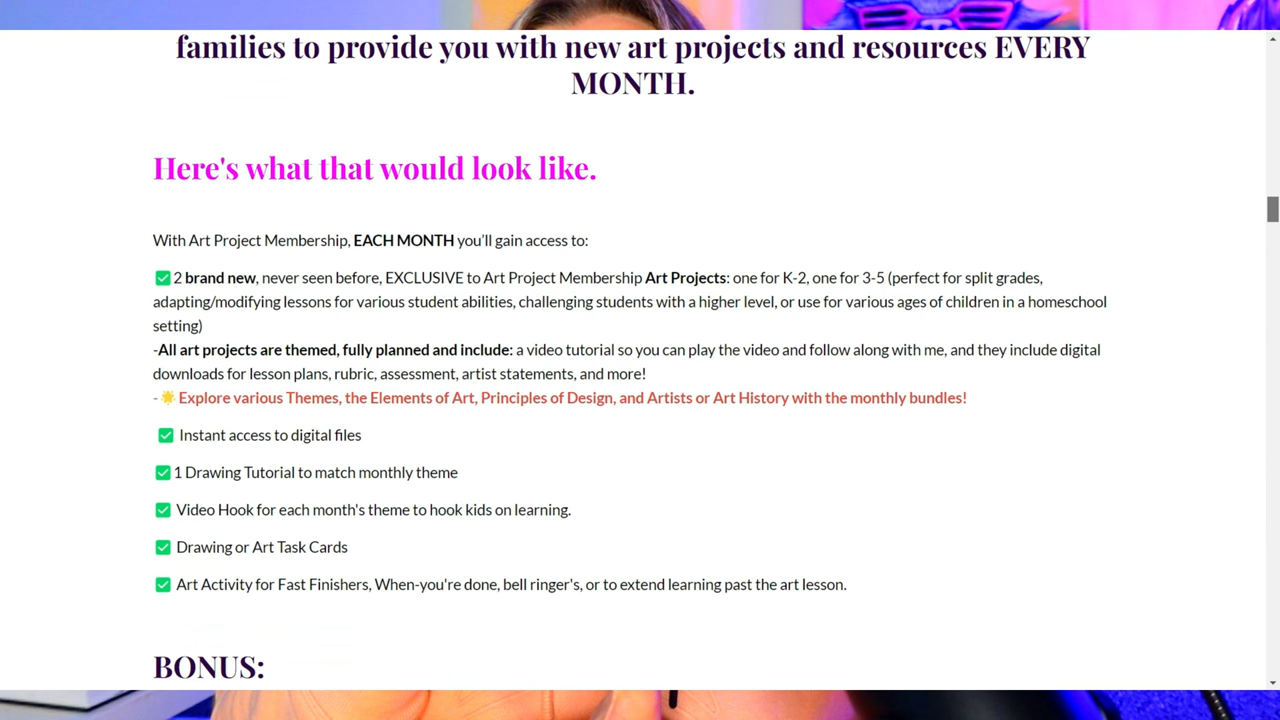 families to provide you with new art projects and resources EVERY
MONTH.
Here's what that would look like.
With Art Project Membership, EACH MONTH you'll gain access to:
✅ 2 brand new, never seen before, EXCLUSIVE to Art Project Membership Art Projects: one for K-2, one for 3-5 (perfect for split grades,
adapting/modifying lessons for various student abilities, challenging students with a higher level, or use for various ages of children in a homeschool
setting)
-All art projects are themed, fully planned and include: a video tutorial so you can play the video and follow along with me, and they include digital
downloads for lesson plans, rubric, assessment, artist statements, and more!
- 🌟 Explore various Themes, the Elements of Art, Principles of Design, and Artists or Art History with the monthly bundles!
✅ Instant access to digital files
✅ 1 Drawing Tutorial to match monthly theme
✅ Video Hook for each month's theme to hook kids on learning.
✅ Drawing or Art Task Cards
✅ Art Activity for Fast Finishers, When-you're done, bell ringer's, or to extend learning past the art lesson.
BONUS: